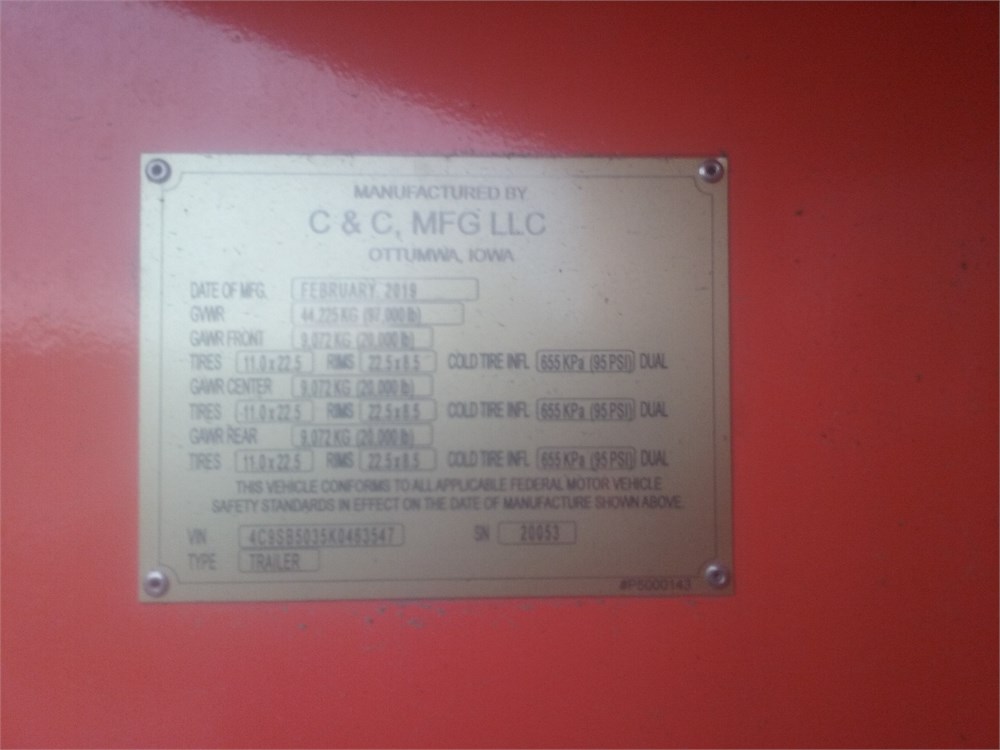 MANUFACTURED BY
C & C, MFG LLC
OTTUMWA, IOWA
DATE OF MFG. FEBRUARY, 2019
GVWR 44,225 KG (97,000 lb)
GAWR FRONT 9,072 KG (20,000 lb)
TIRES 11.0 x 22.5 RIMS 22.5 x 8.5 COLD TIRE INFL. 655 KPa (95 PSI) DUAL
GAWR CENTER 9,072 KG (20,000 lb)
TIRES 11.0 x 22.5 RIMS 22.5 x 8.5 COLD TIRE INFL. 655 KPa (95 PSI) DUAL
GAWR REAR 9,072 KG (20,000 lb)
TIRES 11.0 x 22.5 RIMS 22.5 x 8.5 COLD TIRE INFL. 655 KPa (95 PSI) DUAL
THIS VEHICLE CONFORMS TO ALL APPLICABLE FEDERAL MOTOR VEHICLE
SAFETY STANDARDS IN EFFECT ON THE DATE OF MANUFACTURE SHOWN ABOVE.
VIN 4C9SB5035K0463547 SN 20053
TYPE TRAILER
#P5000143